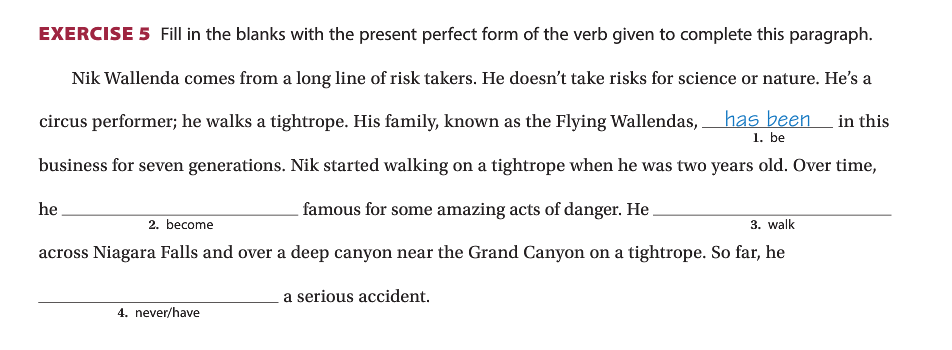 EXERCISE 5 Fill in the blanks with the present perfect form of the verb given to complete this paragraph.
Nik Wallenda comes from a long line of risk takers. He doesn’t take risks for science or nature. He’s a
circus performer; he walks a tightrope. His family, known as the Flying Wallendas, has been in this
1. be
business for seven generations. Nik started walking on a tightrope when he was two years old. Over time,
he ____ famous for some amazing acts of danger. He ____
2. become 3. walk
across Niagara Falls and over a deep canyon near the Grand Canyon on a tightrope. So far, he
____ a serious accident.
4. never/have